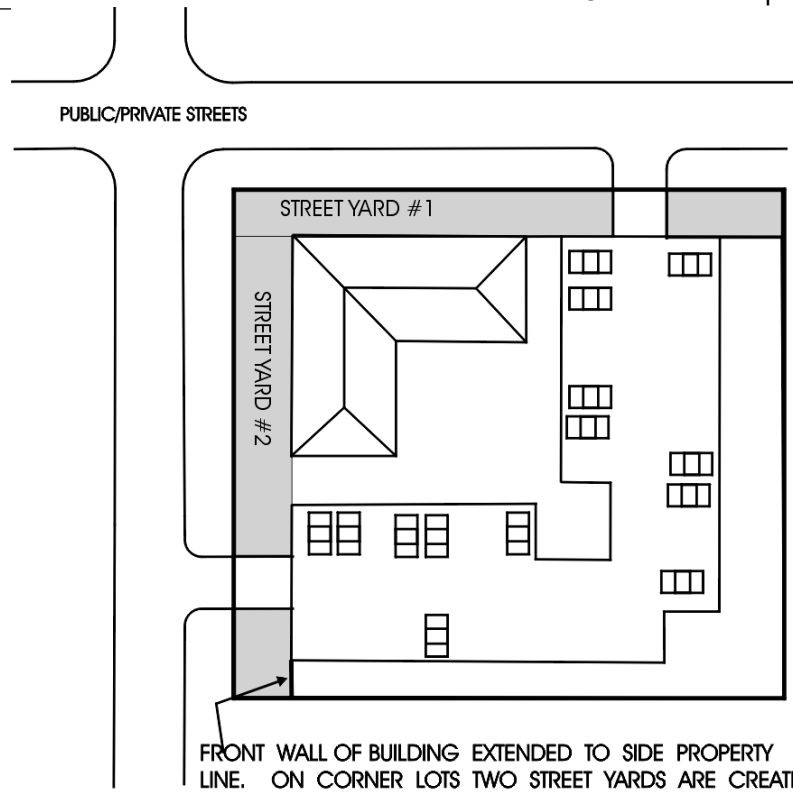 PUBLIC/PRIVATE STREETS
STREET YARD #1
STREET YARD #2
FRONT WALL OF BUILDING EXTENDED TO SIDE PROPERTY
LINE. ON CORNER LOTS TWO STREET YARDS ARE